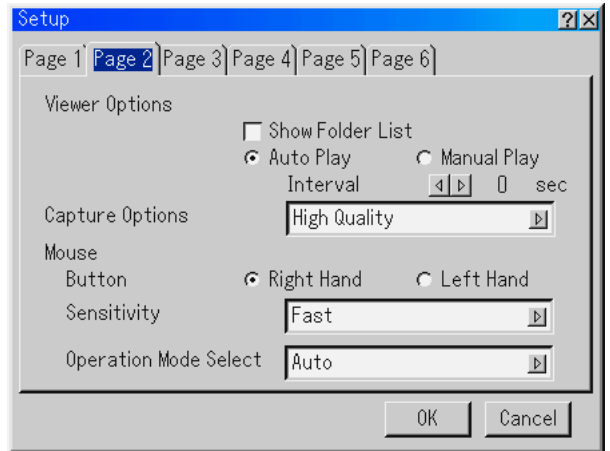 Setup
Page 1 Page 2 Page 3 Page 4 Page 5 Page 6
Viewer Options
Show Folder List
Auto Play Manual Play
Interval 0 sec
Capture Options High Quality
Mouse
Button Right Hand Left Hand
Sensitivity Fast
Operation Mode Select Auto
OK Cancel